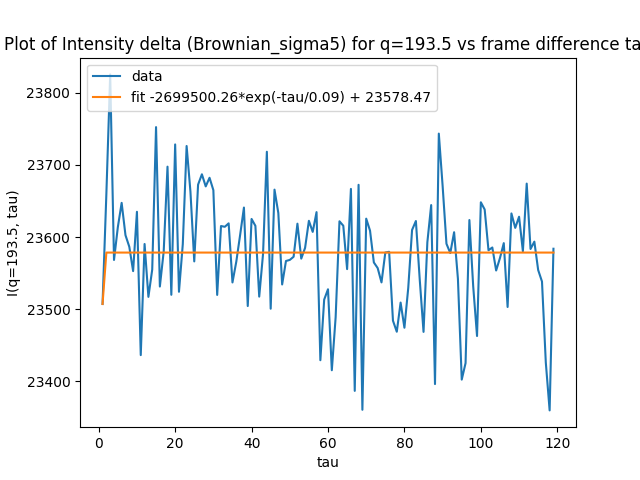 Plot of Intensity delta (Brownian_sigma5) for q=193.5 vs frame difference ta
data
fit -2699500.26*exp(-tau/0.09) + 23578.47
I(q=193.5, tau)
23800
23700
23600
23500
23400
0 20 40 60 80 100 120
tau